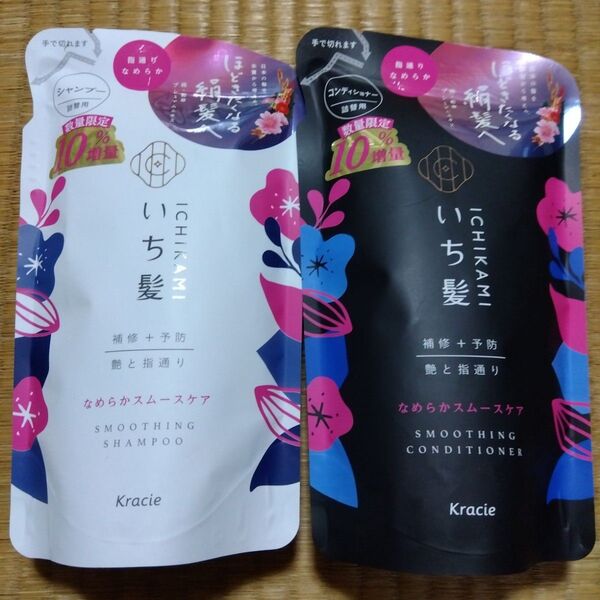 手で切れます
指通り
なめらか
シャンプー
詰替用
数量限定
10%増量
ほどきたくなる
絹髪へ
ICHIKAMI
いち髪
補修+予防
艶と指通り
なめらかスムースケア
SMOOTHING
SHAMPOO
Kracie
手で切れます
指通り
なめらか
コンディショナー
詰替用
数量限定
10%増量
ほどきたくなる
絹髪へ
ICHIKAMI
いち髪
補修+予防
艶と指通り
なめらかスムースケア
SMOOTHING
CONDITIONER
Kracie